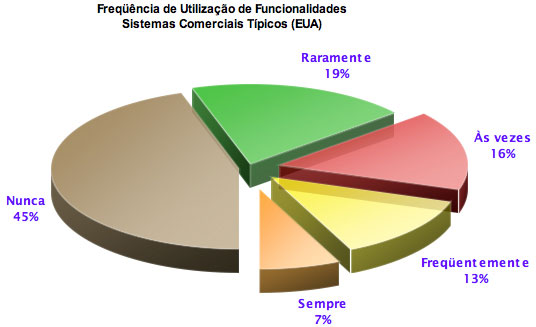 Freqüência de Utilização de Funcionalidades
Sistemas Comerciais Típicos (EUA)
Raramente
19%
Às vezes
16%
Nunca
45%
Freqüentemente
13%
Sempre
7%